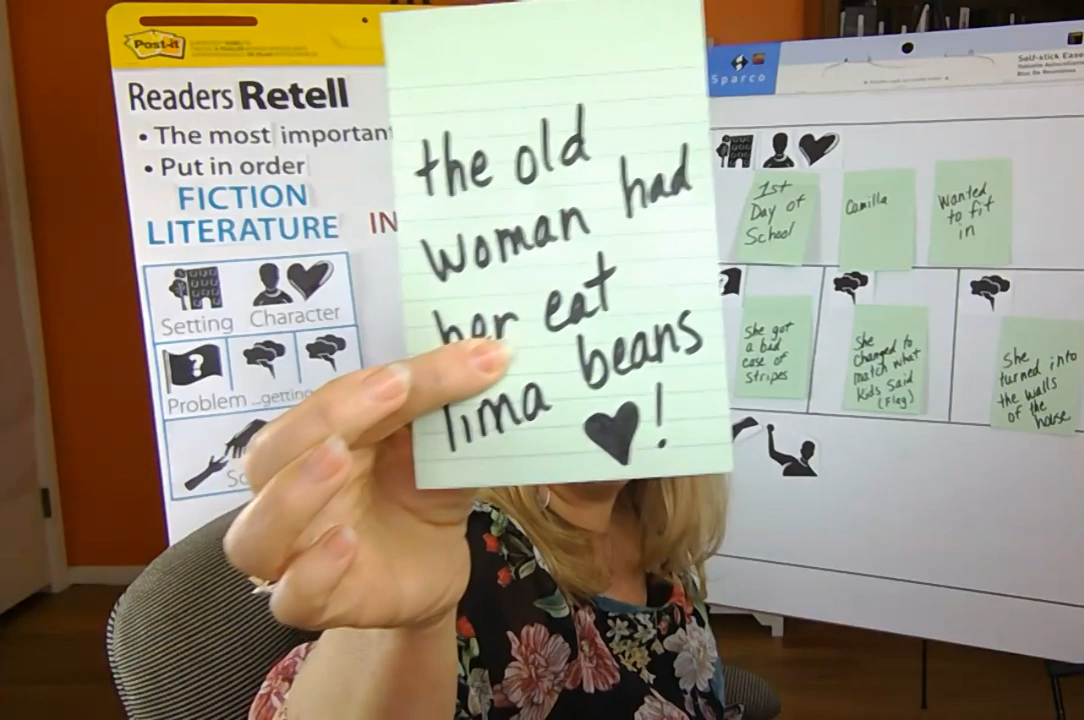 Post-it
Readers Retell
• The most important
• Put in order
FICTION
LITERATURE
IN
Setting
Character
Problem
...getting
the old
woman had
her eat
lima beans
♥!
Sparco
Self-stick Ease
1st
Day of
School
Camilla
Wanted
to fit
in
She got
a bad
case of
stripes
She
changed to
match what
Kids said
(Flag)
She
turned into
the walls
of the
house